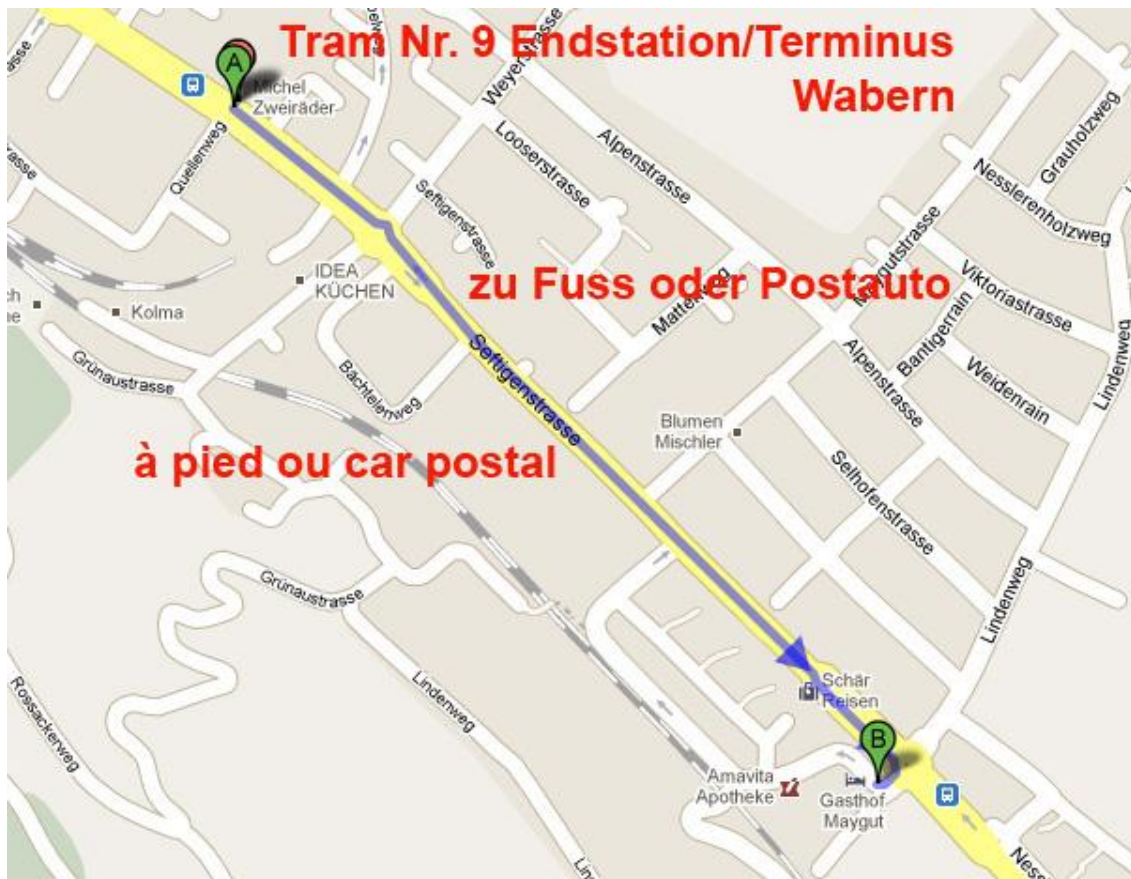 Tram Nr. 9 Endstation/Terminus
Wabern
A
Michel
Zweiräder
Weyerstrasse
Looserstrasse
Alpenstrasse
Grauholzweg
Nesslerenholzweg
Quellenweg
Seftigenstrasse
IDEA
KÜCHEN
Kolma
zu Fuss oder Postauto
Maygutstrasse
Viktoriastrasse
Bantigerrain
Mattenweg
Alpenstrasse
Weidenrain
Lindenweg
Grünaustrasse
Bächtelenweg
Seftigenstrasse
Blumen
Mischler
à pied ou car postal
Selhofenstrasse
Grünaustrasse
Lindenweg
Rossackerweg
Lindenweg
Schär
Reisen
B
Amavita
Apotheke
Gasthof
Maygut